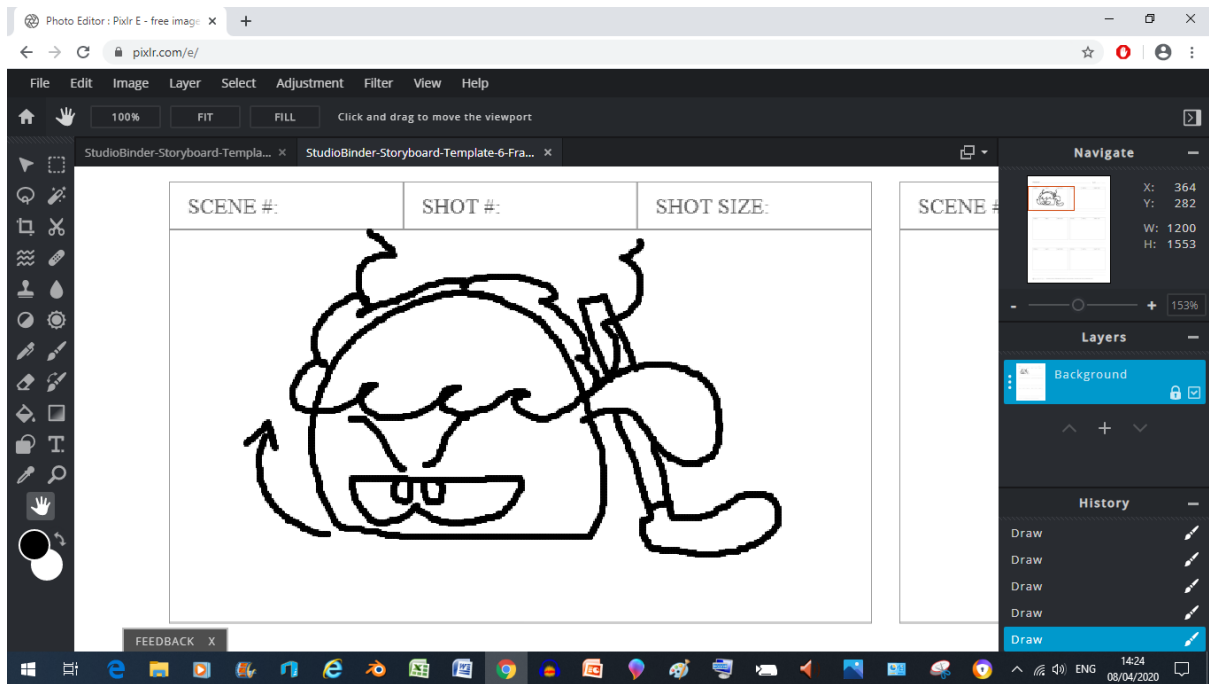 Photo Editor : Pixlr E - free image
pixlr.com/e/
File Edit Image Layer Select Adjustment Filter View Help
100% FIT FILL Click and drag to move the viewport
StudioBinder-Storyboard-Templa... × StudioBinder-Storyboard-Template-6-Fra... ×
Navigate
X: 364
Y: 282
W: 1200
H: 1553
153%
SCENE #: SHOT #: SHOT SIZE: SCENE #
Layers
Background
History
Draw
Draw
Draw
Draw
Draw
FEEDBACK X
ENG
14:24
08/04/2020